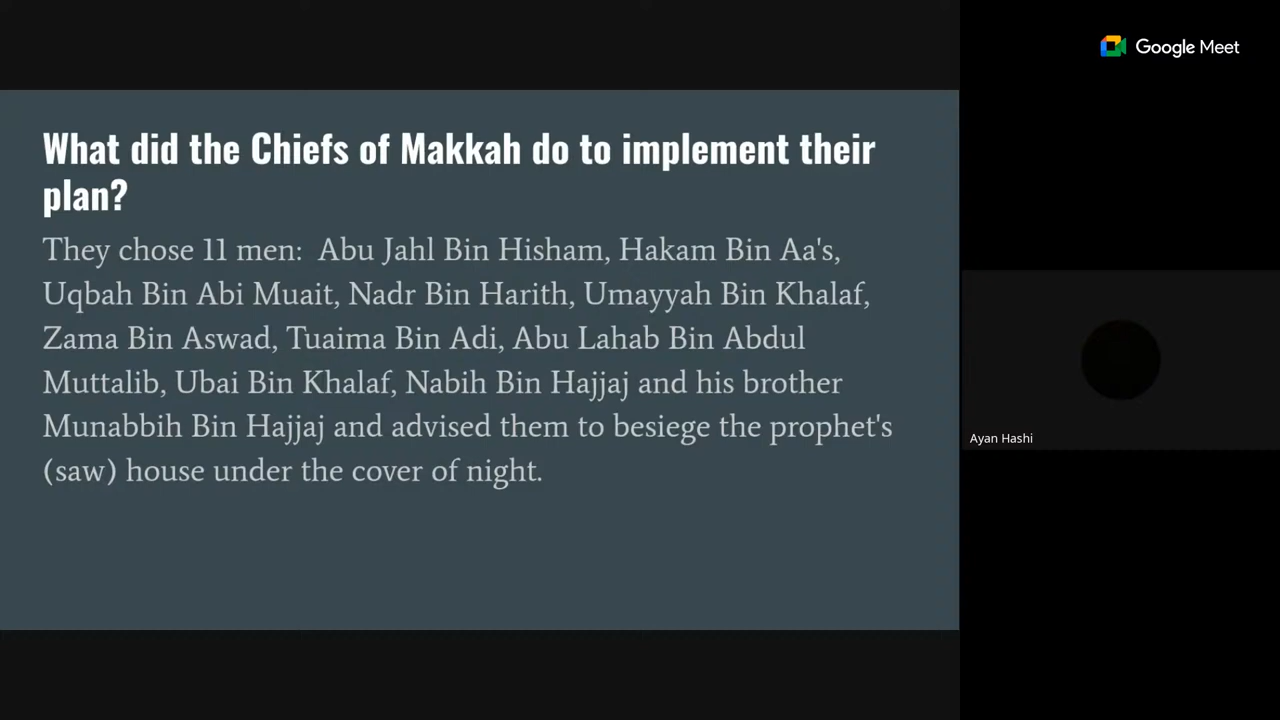 Google Meet
What did the Chiefs of Makkah do to implement their
plan?
They chose 11 men:  Abu Jahl Bin Hisham, Hakam Bin Aa's,
Uqbah Bin Abi Muait, Nadr Bin Harith, Umayyah Bin Khalaf,
Zama Bin Aswad, Tuaima Bin Adi, Abu Lahab Bin Abdul
Muttalib, Ubai Bin Khalaf, Nabih Bin Hajjaj and his brother
Munabbih Bin Hajjaj and advised them to besiege the prophet's
(saw) house under the cover of night.
Ayan Hashi